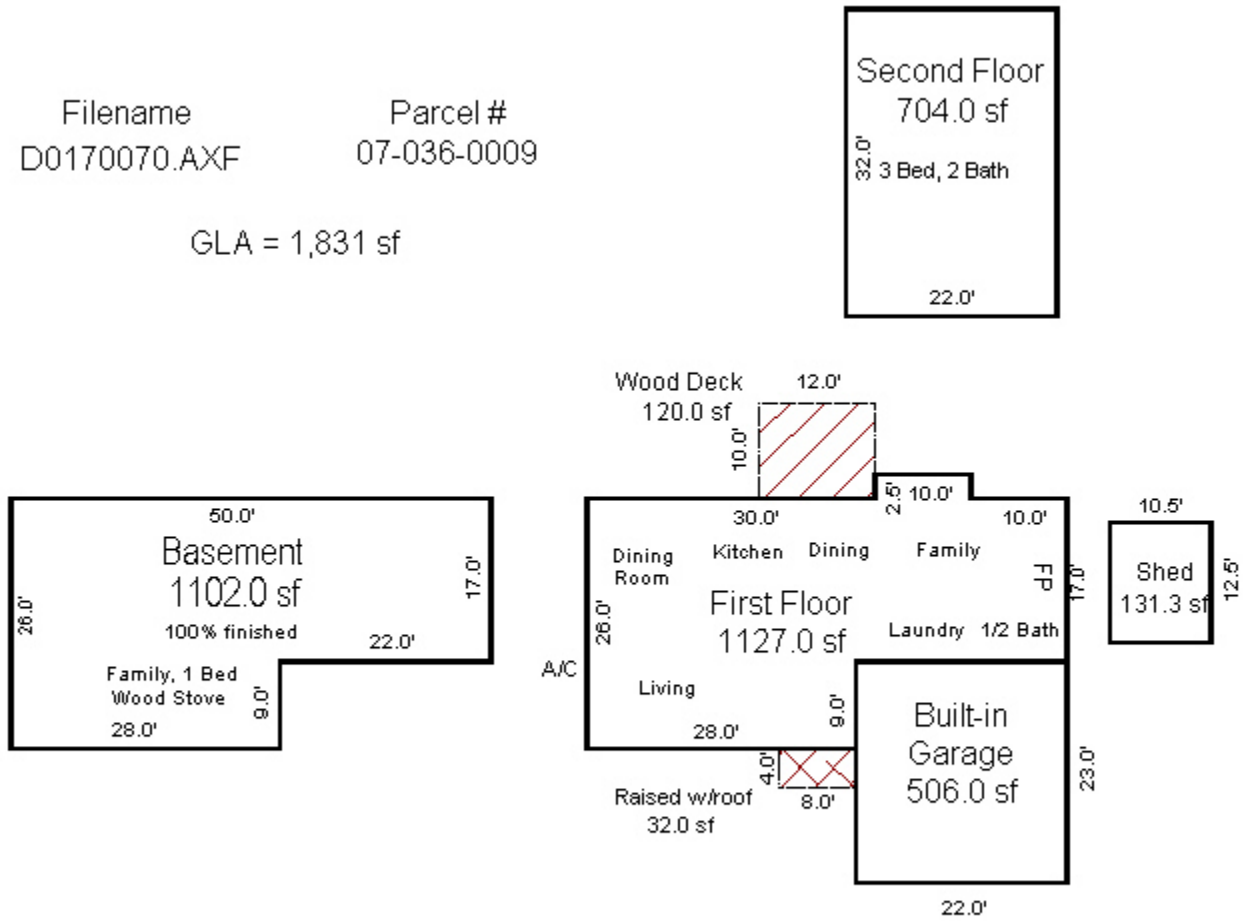 Filename
D0170070.AXF
Parcel #
07-036-0009
GLA = 1,831 sf
Second Floor
704.0 sf
32.0'
3 Bed, 2 Bath
22.0'
Wood Deck
120.0 sf
12.0'
10.0'
50.0'
Basement
1102.0 sf
100% finished
26.0'
17.0'
22.0'
Family, 1 Bed
Wood Stove
9.0'
28.0'
30.0'
2.5'
10.0'
10.0'
Dining
Room
Kitchen
Dining
Family
FP
17.0'
First Floor
1127.0 sf
26.0'
Laundry
1/2 Bath
A/C
Living
9.0'
28.0'
4.0'
8.0'
Raised w/roof
32.0 sf
Built-in
Garage
506.0 sf
23.0'
22.0'
10.5'
Shed
131.3 sf
12.5'